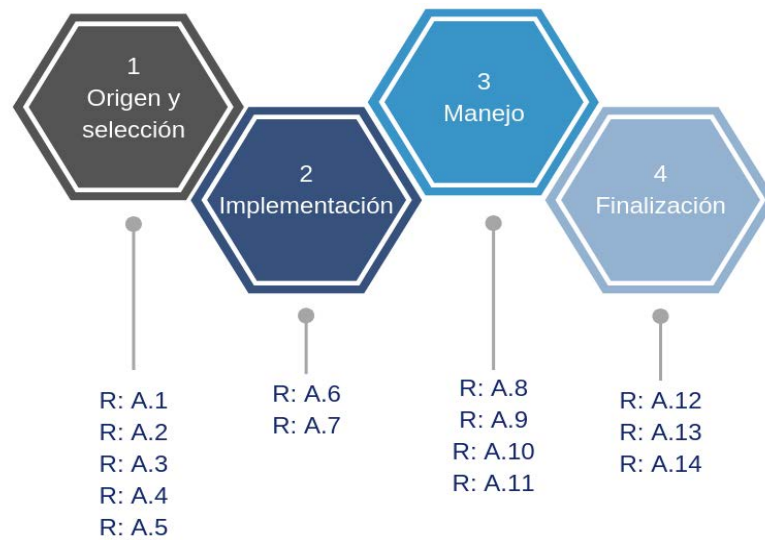 1
Origen y
selección
2
Implementación
3
Manejo
4
Finalización
R: A.1
R: A.2
R: A.3
R: A.4
R: A.5
R: A.6
R: A.7
R: A.8
R: A.9
R: A.10
R: A.11
R: A.12
R: A.13
R: A.14